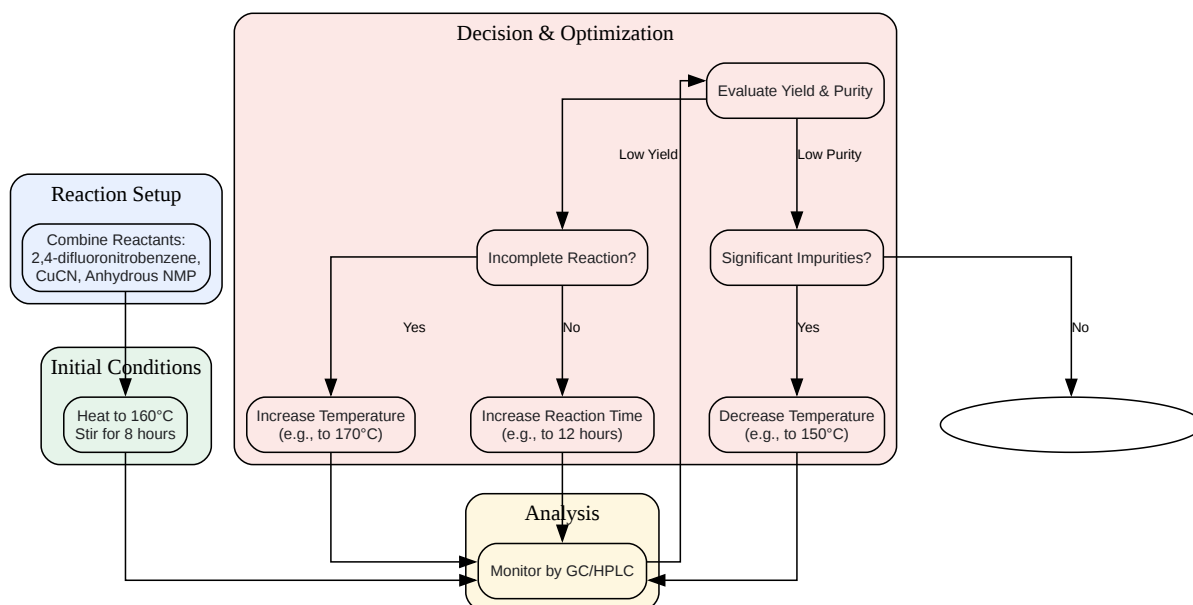 Decision & Optimization
Evaluate Yield & Purity
Low Yield
Low Purity
Reaction Setup
Combine Reactants:
2,4-difluoronitrobenzene,
CuCN, Anhydrous NMP
Incomplete Reaction?
Significant Impurities?
Yes
No
Yes
No
Initial Conditions
Heat to 160°C
Stir for 8 hours
Increase Temperature
(e.g., to 170°C)
Increase Reaction Time
(e.g., to 12 hours)
Decrease Temperature
(e.g., to 150°C)
Analysis
Monitor by GC/HPLC